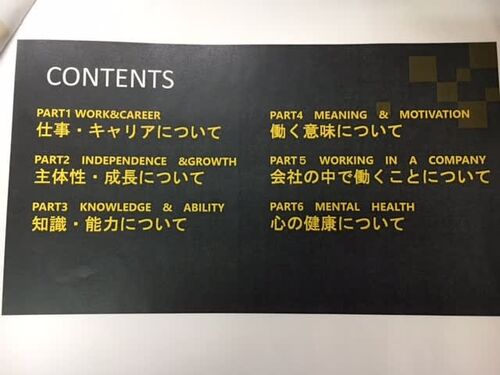 CONTENTS
PART1 WORK&CAREER
仕事・キャリアについて
PART2 INDEPENDENCE &GROWTH
主体性・成長について
PART3 KNOWLEDGE & ABILITY
知識・能力について
PART4 MEANING & MOTIVATION
働く意味について
PART5 WORKING IN A COMPANY
会社の中で働くことについて
PART6 MENTAL HEALTH
心の健康について